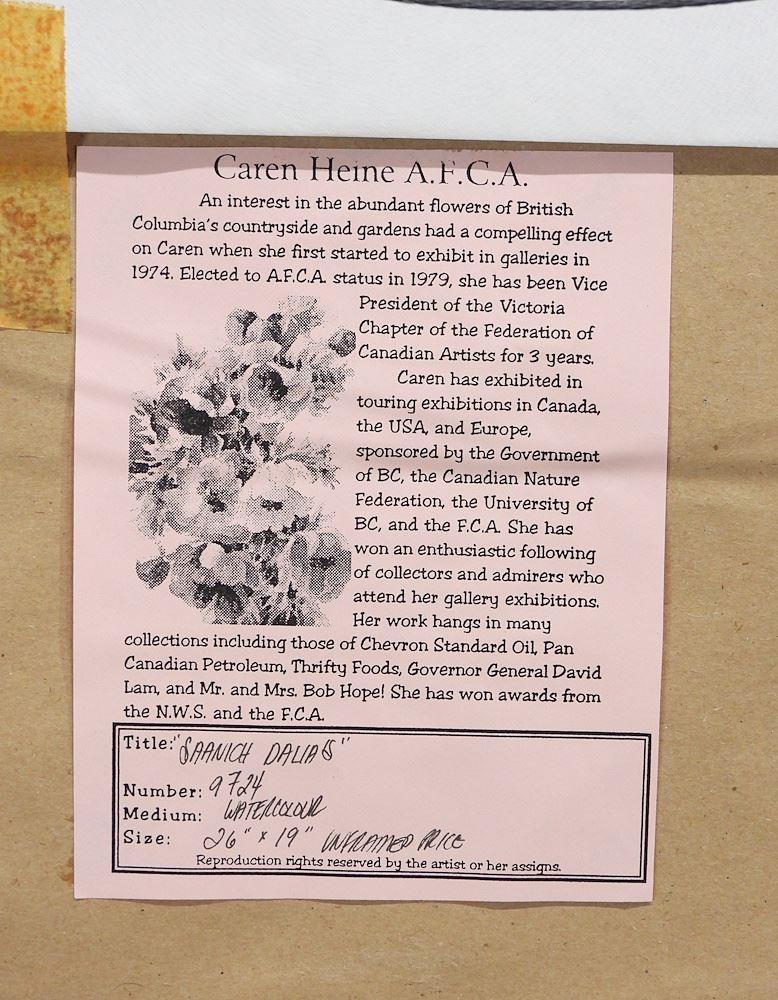 Caren Heine A.F.C.A.
An interest in the abundant flowers of British
Columbia's countryside and gardens had a compelling effect
on Caren when she first started to exhibit in galleries in
1974. Elected to A.F.C.A. status in 1979, she has been Vice
President of the Victoria
Chapter of the Federation of
Canadian Artists for 3 years.
Caren has exhibited in
touring exhibitions in Canada,
the USA, and Europe,
sponsored by the Government
of BC, the Canadian Nature
Federation, the University of
BC, and the F.C.A. She has
won an enthusiastic following
of collectors and admirers who
attend her gallery exhibitions.
Her work hangs in many
collections including those of Chevron Standard Oil, Pan
Canadian Petroleum, Thrifty Foods, Governor General David
Lam, and Mr. and Mrs. Bob Hope! She has won awards from
the N.W.S. and the F.C.A.
Title: "SAANICH DALIAS"
Number: 9724
Medium: WATERCOLOUR
Size: 26" x 19" UNFRAMED PRICE
Reproduction rights reserved by the artist or her assigns.